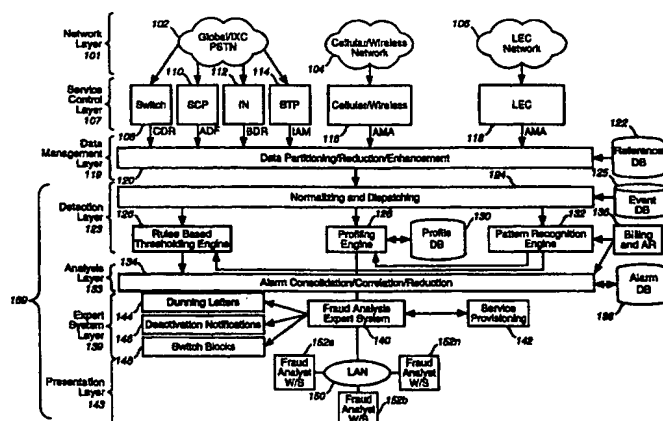 Network Layer 101
102
Global/IXC PSTN
Cellular/Wireless Network
104
LEC Network
106
Service Control Layer 107
110
112
114
Switch
SCP
IN
STP
Cellular/Wireless
LEC
108
CDR
ADF
BDR
IAM
116
AMA
118
AMA
122
Data Management Layer 119
120
Data Partitioning/Reduction/Enhancement
Reference DB
124
125
Detection Layer 123
Normalizing and Dispatching
Event DB
126
Rules Based Thresholding Engine
Profiling Engine
130
Profile DB
132
Pattern Recognition Engine
Billing and AR
Analysis Layer 133
134
Alarm Consolidation/Correlation/Reduction
Alarm DB
144
Dunning Letters
146
Deactivation Notifications
148
Switch Blocks
Expert System Layer 139
Fraud Analysis Expert System
140
Service Provisioning
142
Presentation Layer 143
152a
Fraud Analyst W/S
LAN
150
152n
Fraud Analyst W/S
152b
Fraud Analyst W/S